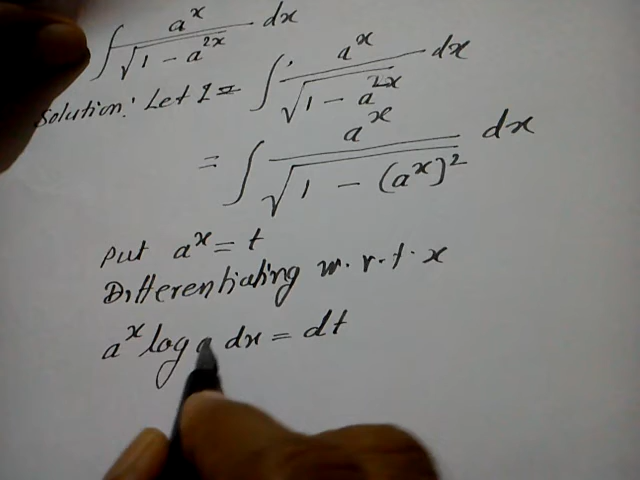 ∫ a^x / √(1 - a^2x) dx
Solution: Let I = ∫ a^x / √(1 - a^2x) dx
= ∫ a^x / √(1 - (a^x)^2) dx
Put a^x = t
Differentiating w.r.t. x
a^x log a dx = dt